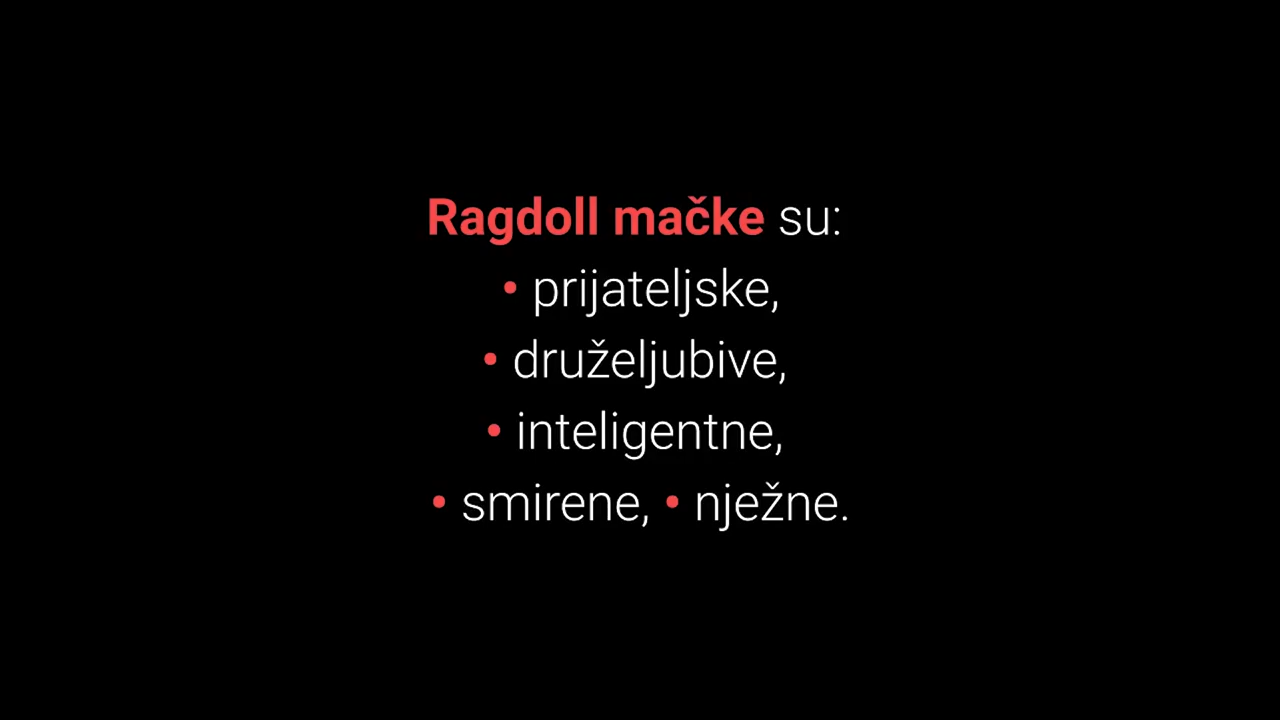 Ragdoll mačke su:
• prijateljske,
• druželjubive,
• inteligentne,
• smirene, • nježne.